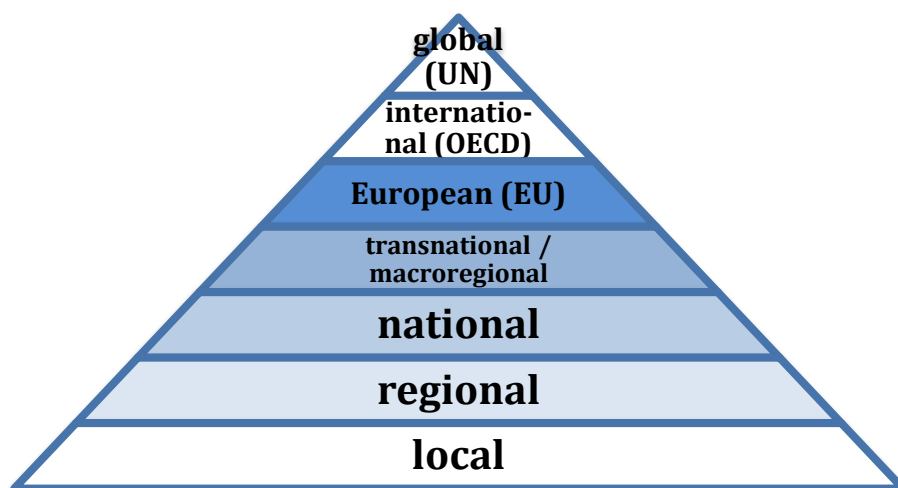 global
(UN)
internatio-
nal (OECD)
European (EU)
transnational /
macroregional
national
regional
local